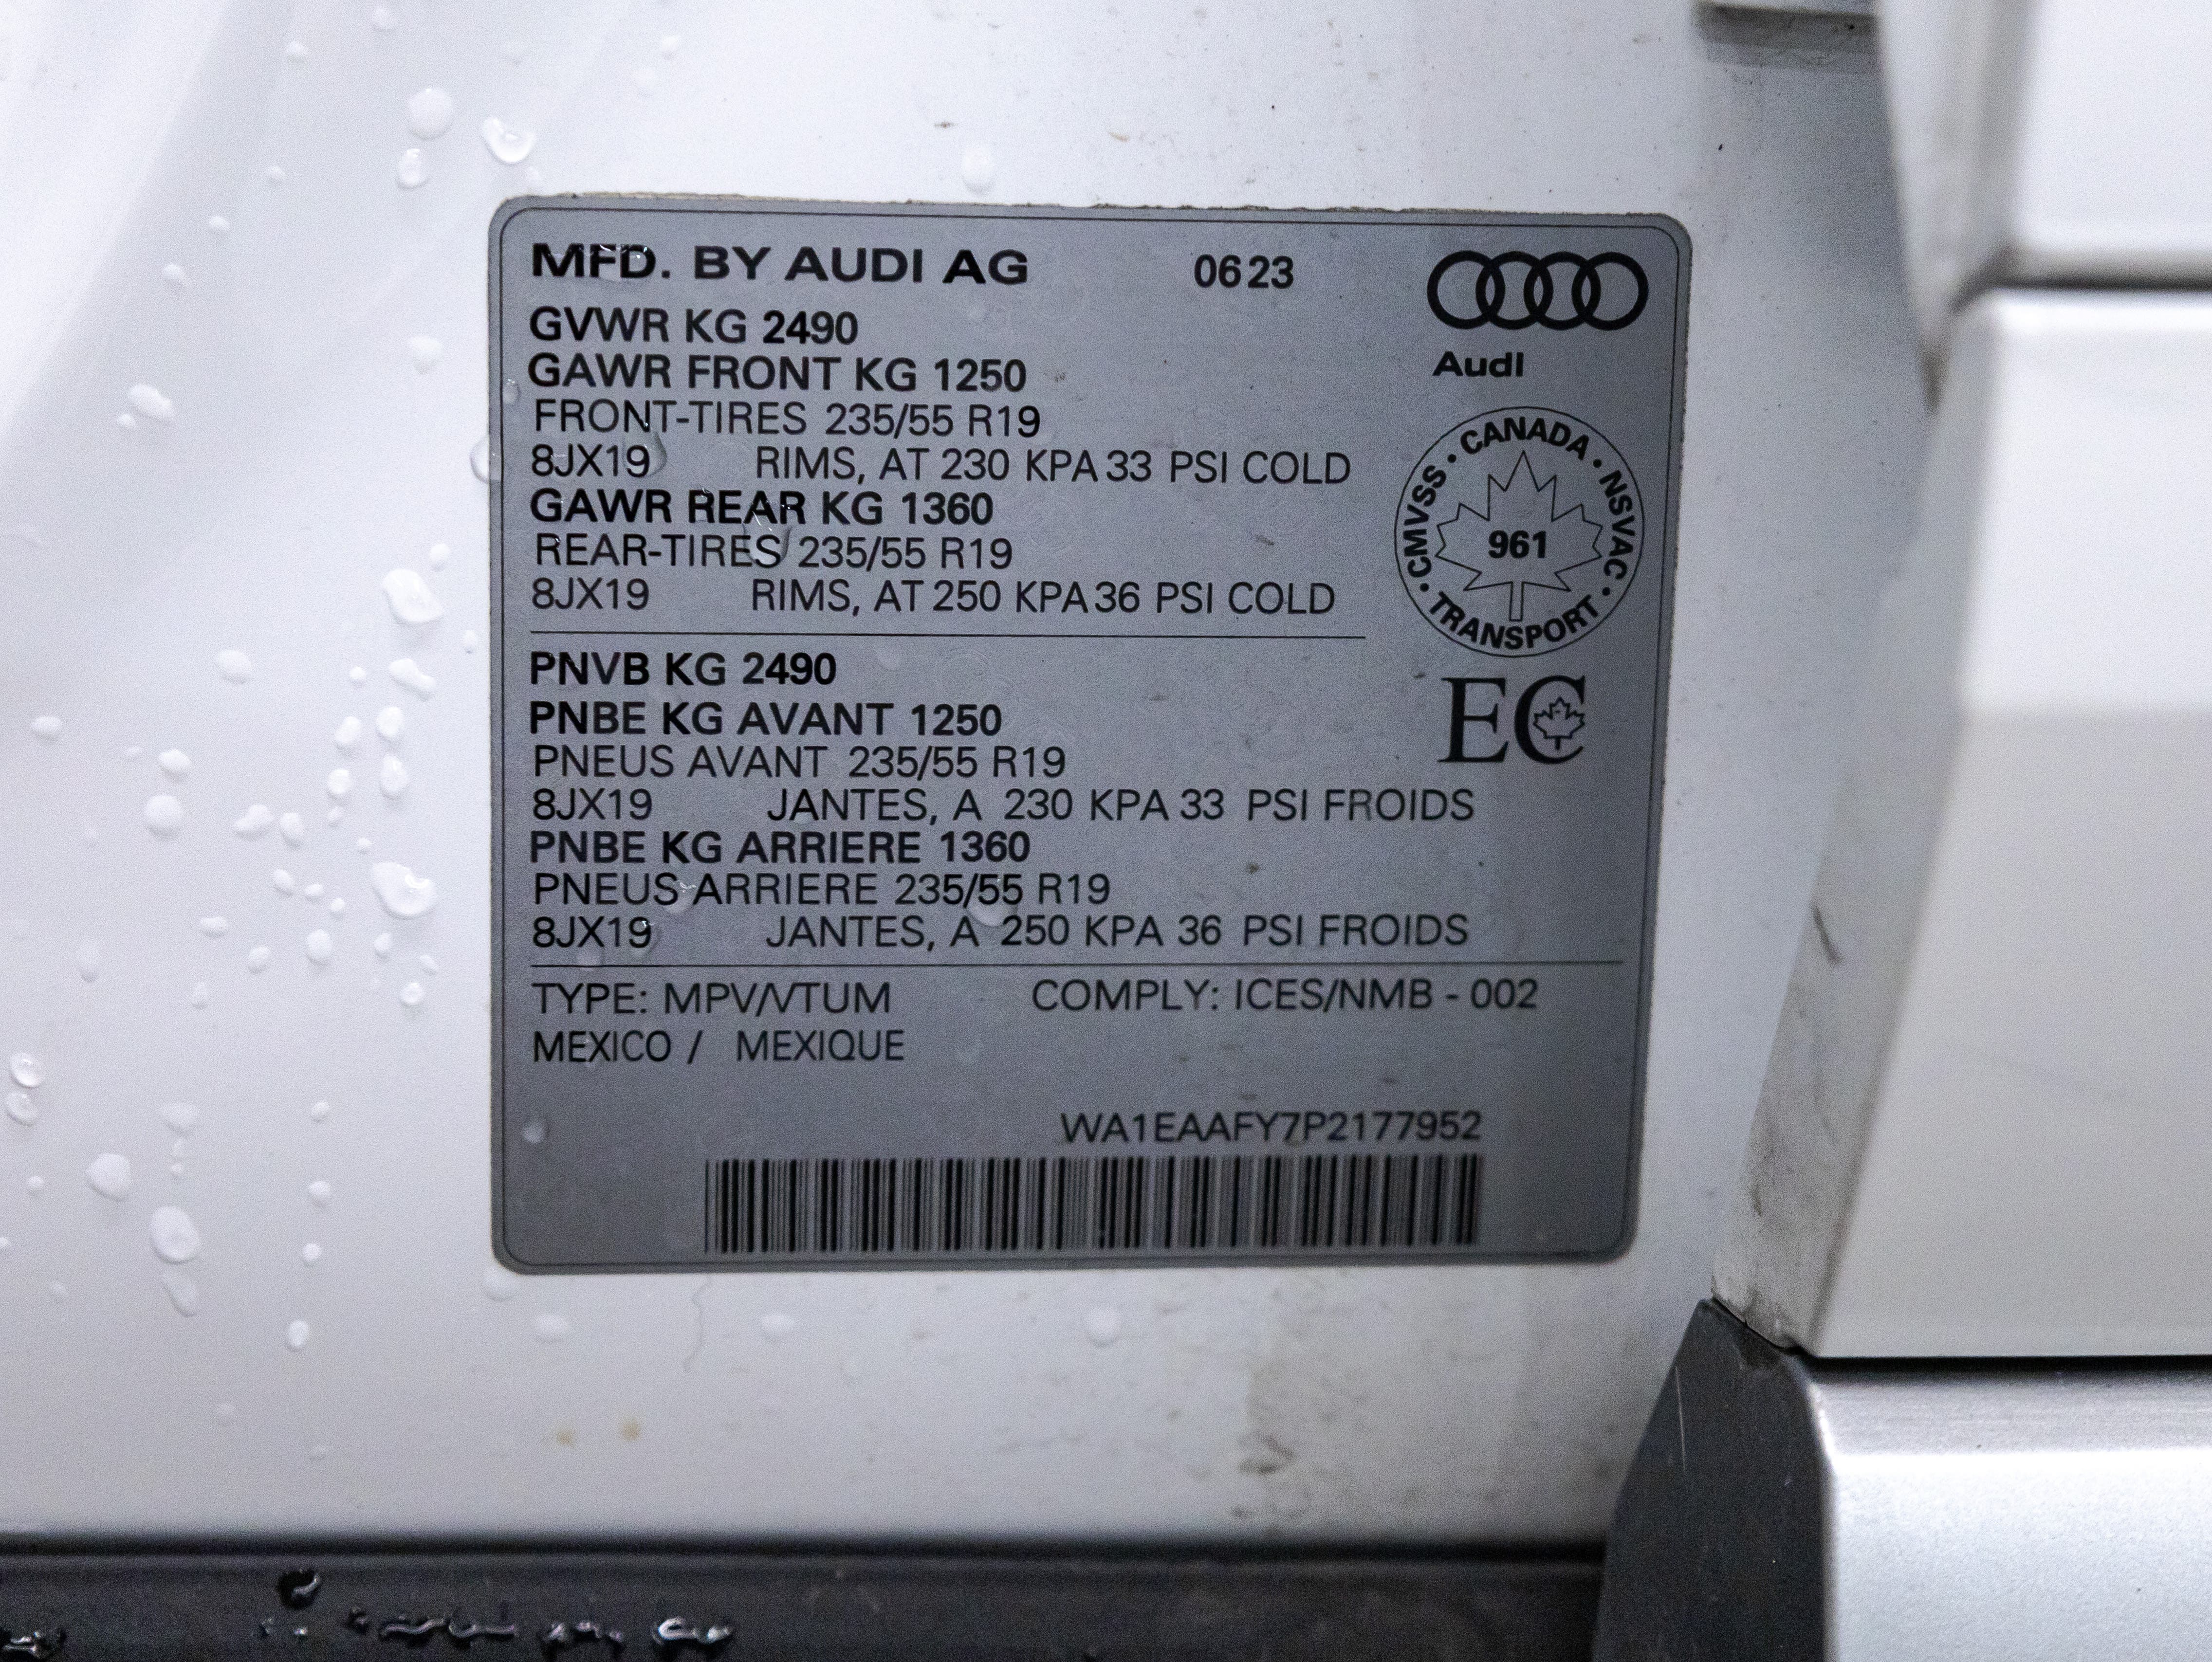 MFD. BY AUDI AG 0623
Audi
GVWR KG 2490
GAWR FRONT KG 1250
FRONT-TIRES 235/55 R19
8JX19 RIMS, AT 230 KPA 33 PSI COLD
GAWR REAR KG 1360
REAR-TIRES 235/55 R19
8JX19 RIMS, AT 250 KPA 36 PSI COLD
CANADA · NSVAC · TRANSPORT · CMVSS ·
961
EC
PNVB KG 2490
PNBE KG AVANT 1250
PNEUS AVANT 235/55 R19
8JX19 JANTES, A 230 KPA 33 PSI FROIDS
PNBE KG ARRIERE 1360
PNEUS ARRIERE 235/55 R19
8JX19 JANTES, A 250 KPA 36 PSI FROIDS
TYPE: MPV/VTUM COMPLY: ICES/NMB - 002
MEXICO / MEXIQUE
WA1EAAFY7P2177952